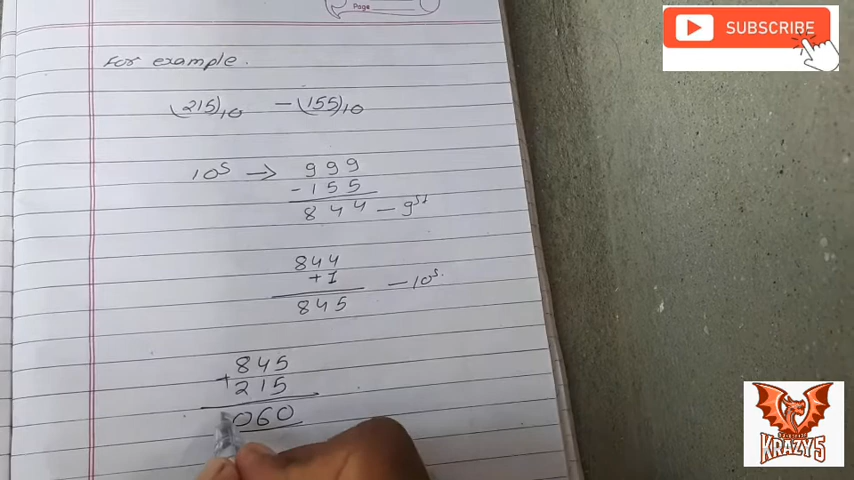 Page
SUBSCRIBE
for example.
(215)10 - (155)10
10s → 999
- 155
844 - 9st
844
+ 1
845 - 10s.
845
+ 215
060
KRAZY5